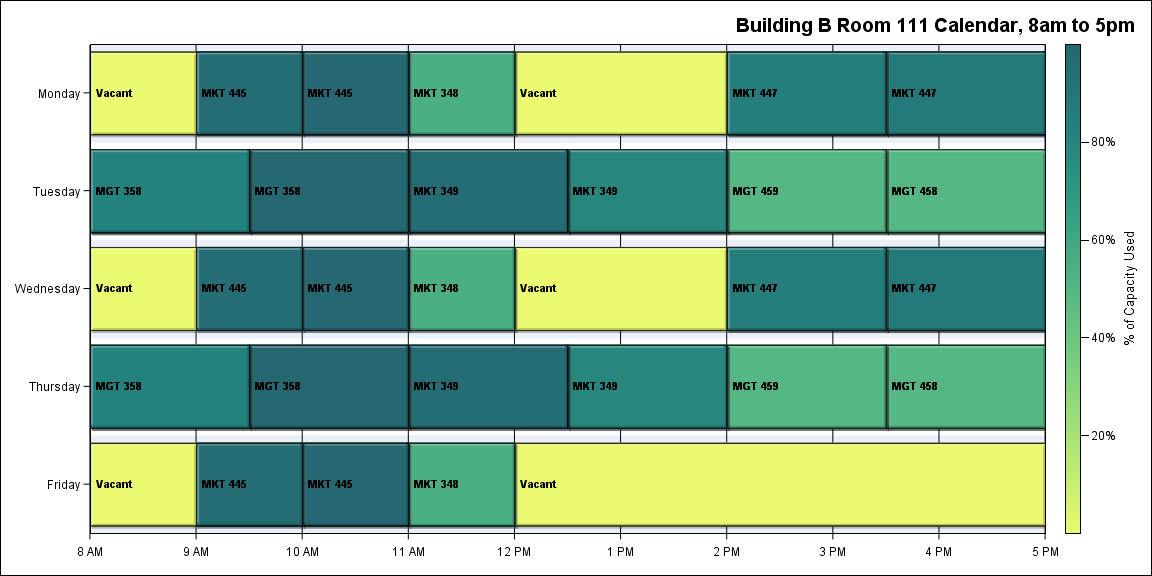 Building B Room 111 Calendar, 8am to 5pm
Monday
Vacant
MKT 445
MKT 445
MKT 348
Vacant
MKT 447
MKT 447
Tuesday
MGT 358
MGT 358
MKT 349
MKT 349
MGT 459
MGT 458
Wednesday
Vacant
MKT 445
MKT 445
MKT 348
Vacant
MKT 447
MKT 447
Thursday
MGT 358
MGT 358
MKT 349
MKT 349
MGT 459
MGT 458
Friday
Vacant
MKT 445
MKT 445
MKT 348
Vacant
8 AM
9 AM
10 AM
11 AM
12 PM
1 PM
2 PM
3 PM
4 PM
5 PM
80%
60%
40%
20%
% of Capacity Used